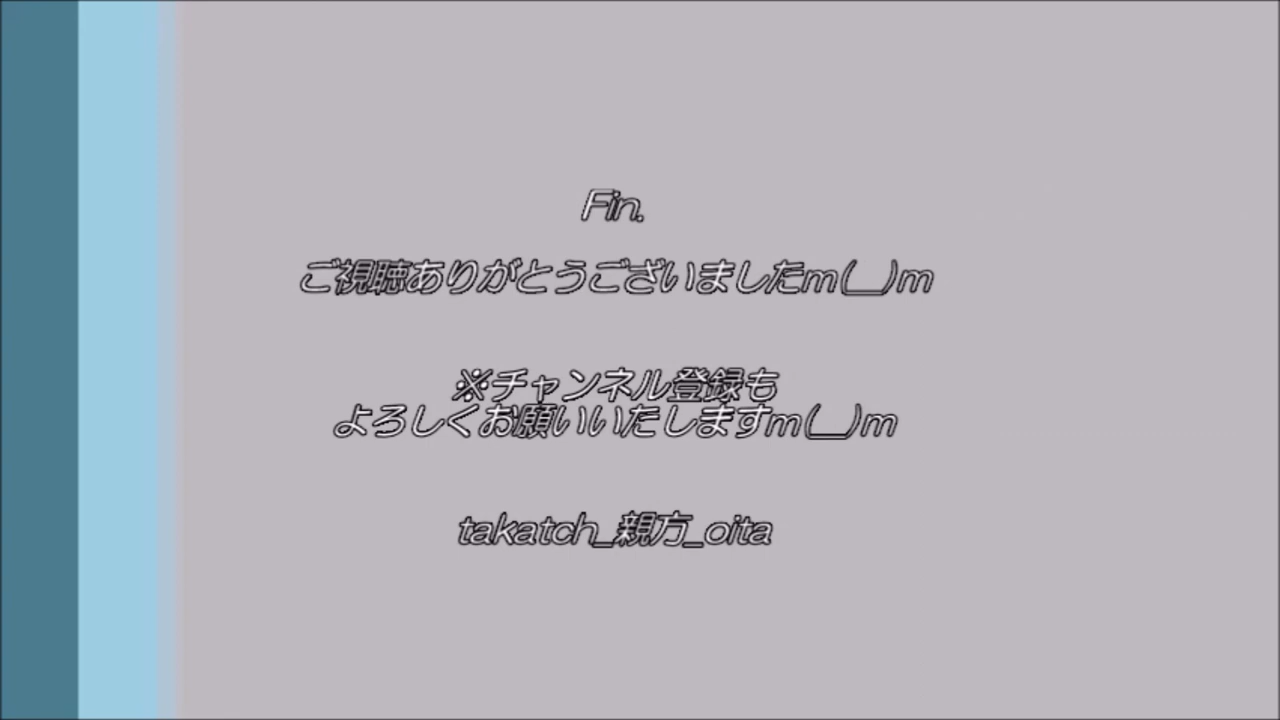 Fin.
ご視聴ありがとうございましたm(__)m
※チャンネル登録も
よろしくお願いいたしますm(__)m
takatch_親方_oita